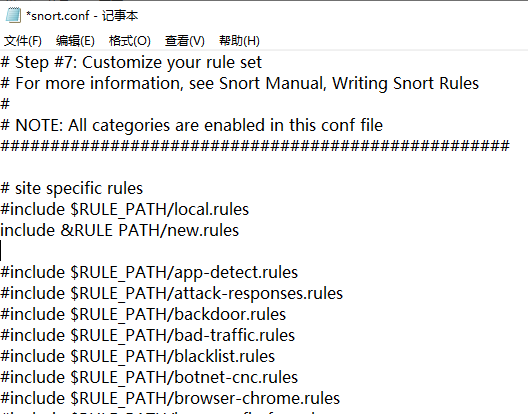 *snort.conf - 记事本
文件(F) 编辑(E) 格式(O) 查看(V) 帮助(H)
# Step #7: Customize your rule set
# For more information, see Snort Manual, Writing Snort Rules
#
# NOTE: All categories are enabled in this conf file
###################################################
# site specific rules
#include $RULE_PATH/local.rules
include &RULE PATH/new.rules
#include $RULE_PATH/app-detect.rules
#include $RULE_PATH/attack-responses.rules
#include $RULE_PATH/backdoor.rules
#include $RULE_PATH/bad-traffic.rules
#include $RULE_PATH/blacklist.rules
#include $RULE_PATH/botnet-cnc.rules
#include $RULE_PATH/browser-chrome.rules